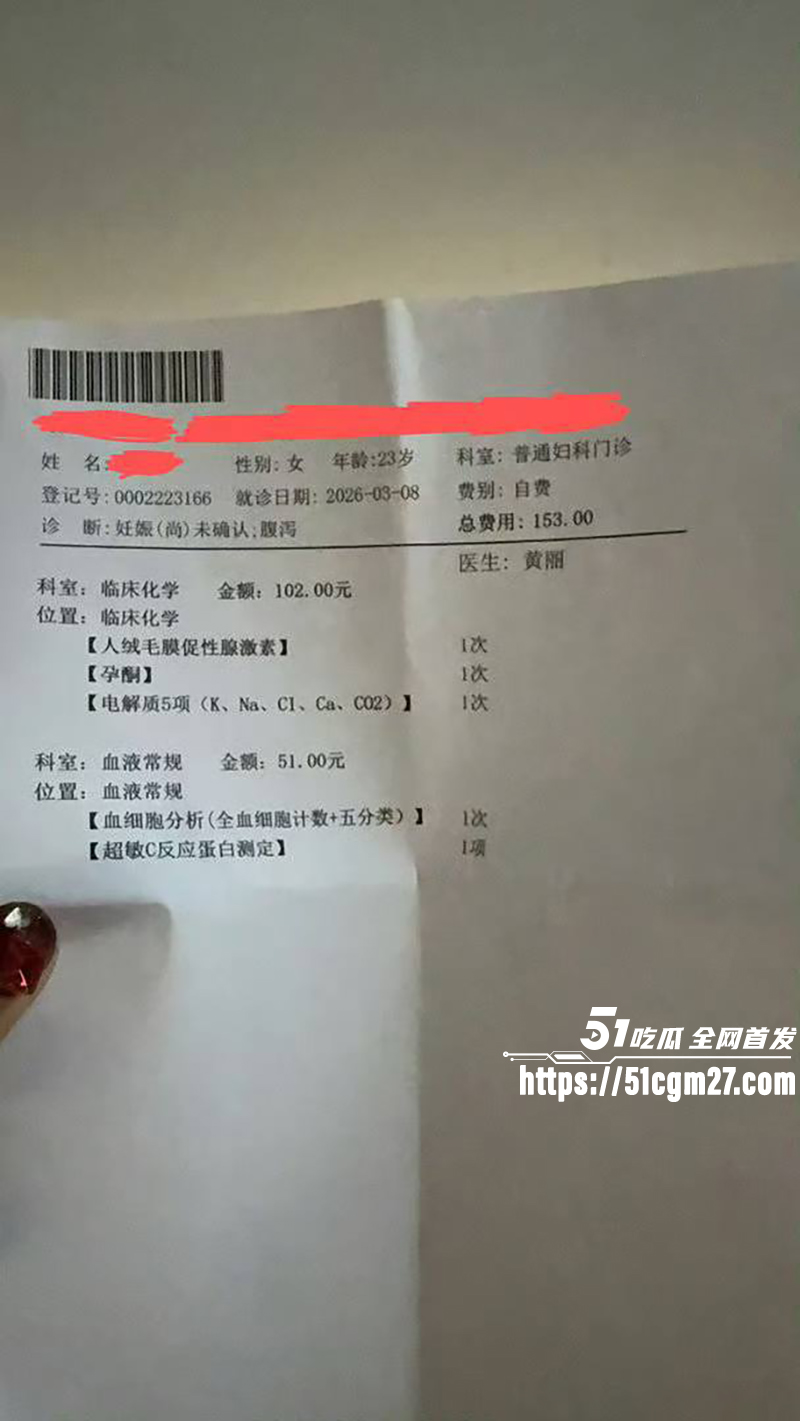 姓 名:
性别: 女 年龄:23岁 科室: 普通妇科门诊
登记号: 0002223166 就诊日期: 2026-03-08 费别: 自费
诊 断: 妊娠(尚)未确认;腹泻 总费用: 153.00
医生: 黄丽
科室: 临床化学 金额: 102.00元
位置: 临床化学
【人绒毛膜促性腺激素】 1次
【孕酮】 1次
【电解质5项(K、Na、Cl、Ca、CO2)】 1次
科室: 血液常规 金额: 51.00元
位置: 血液常规
【血细胞分析(全血细胞计数+五分类)】 1次
【超敏C反应蛋白测定】 1项
51吃瓜 全网首发
https://51cgm27.com